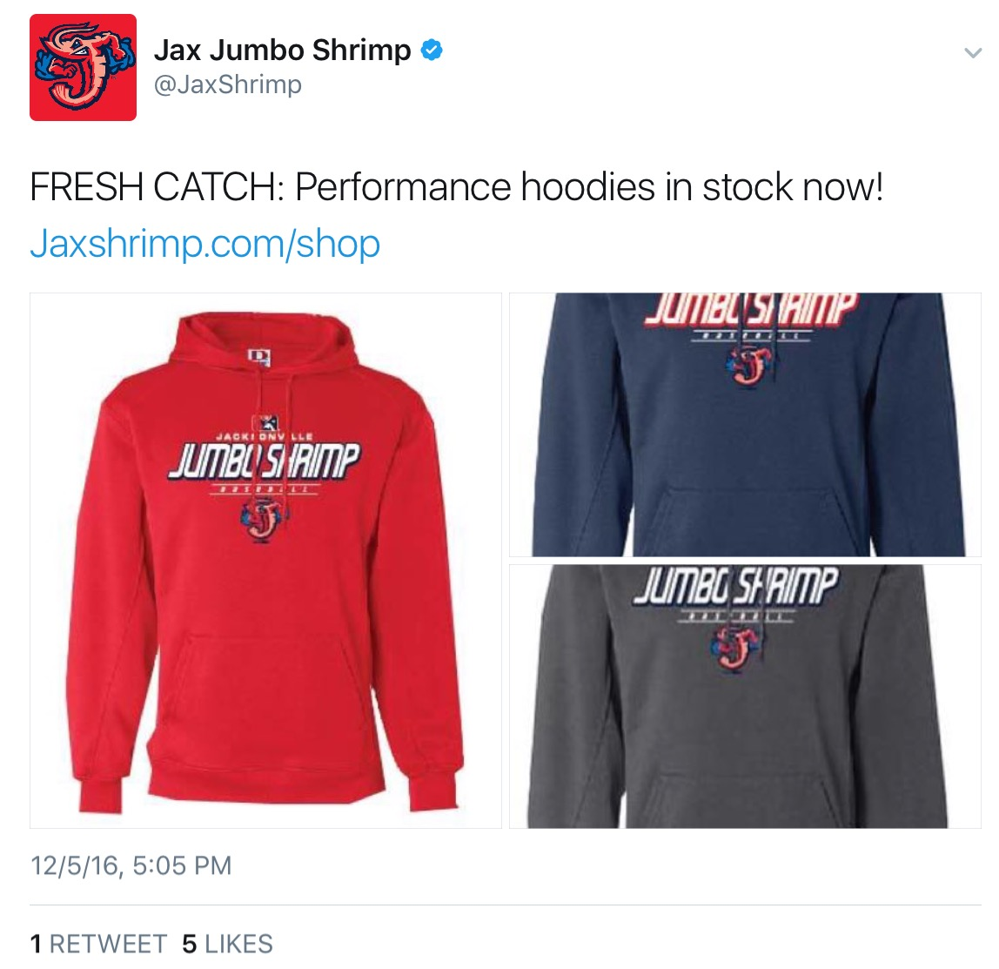 Jax Jumbo Shrimp
@JaxShrimp
FRESH CATCH: Performance hoodies in stock now!
Jaxshrimp.com/shop
JACKSONVILLE
JUMBO SHRIMP
BASEBALL
JUMBO SHRIMP
BASEBALL
JUMBO SHRIMP
BASEBALL
12/5/16, 5:05 PM
1 RETWEET 5 LIKES